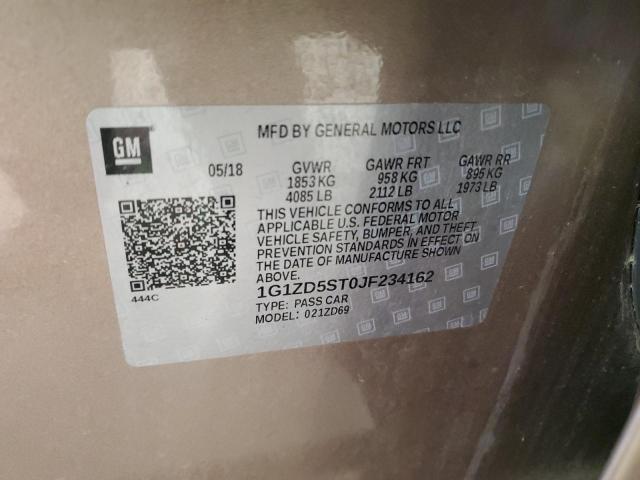 GM
MFD BY GENERAL MOTORS LLC
05/18 GVWR GAWR FRT GAWR RR
1853 KG 958 KG 895 KG
4085 LB 2112 LB 1973 LB
THIS VEHICLE CONFORMS TO ALL
APPLICABLE U.S. FEDERAL MOTOR
VEHICLE SAFETY, BUMPER, AND THEFT
PREVENTION STANDARDS IN EFFECT ON
THE DATE OF MANUFACTURE SHOWN
ABOVE.
444C
1G1ZD5ST0JF234162
TYPE: PASS CAR
MODEL: 021ZD69